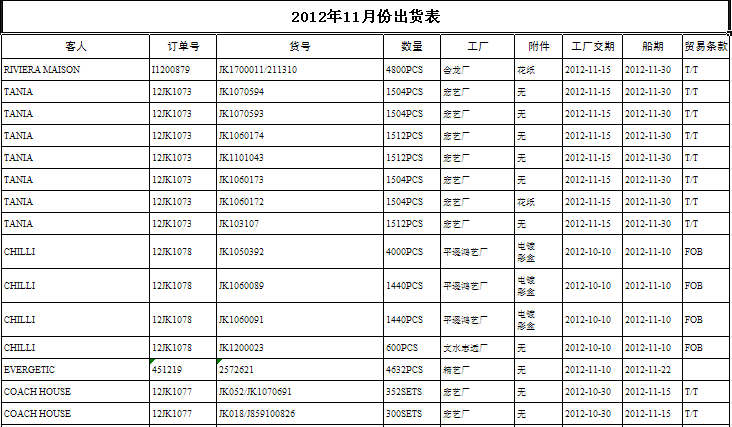 2012年11月份出货表
客人 订单号 货号 数量 工厂 附件 工厂交期 船期 贸易条款
RIVIERA MAISON I1200879 JK1700011/211310 4800PCS 会龙厂 花纸 2012-11-15 2012-11-30 T/T
TANIA 12JK1073 JK1070594 1504PCS 宏艺厂 无 2012-11-15 2012-11-30 T/T
TANIA 12JK1073 JK1070593 1504PCS 宏艺厂 无 2012-11-15 2012-11-30 T/T
TANIA 12JK1073 JK1060174 1512PCS 宏艺厂 无 2012-11-15 2012-11-30 T/T
TANIA 12JK1073 JK1101043 1512PCS 宏艺厂 无 2012-11-15 2012-11-30 T/T
TANIA 12JK1073 JK1060173 1504PCS 宏艺厂 无 2012-11-15 2012-11-30 T/T
TANIA 12JK1073 JK1060172 1504PCS 宏艺厂 花纸 2012-11-15 2012-11-30 T/T
TANIA 12JK1073 JK103107 1512PCS 宏艺厂 无 2012-11-15 2012-11-30 T/T
CHILLI 12JK1078 JK1050392 4000PCS 鸿艺厂 电镀 2012-10-10 2012-11-10 FOB
彩盒
CHILLI 12JK1078 JK1060089 1440PCS 鸿艺厂 电镀 2012-10-10 2012-11-10 FOB
彩盒
CHILLI 12JK1078 JK1060091 1440PCS 鸿艺厂 电镀 2012-10-10 2012-11-10 FOB
彩盒
CHILLI 12JK1078 JK1200023 600PCS 文水志远厂 无 2012-10-10 2012-11-10 FOB
EVERGETIC 451219 2572621 4632PCS 精艺厂 无 2012-11-10 2012-11-22
COACH HOUSE 12JK1077 JK052/JK1070691 352SETS 宏艺厂 无 2012-10-30 2012-11-15 T/T
COACH HOUSE 12JK1077 JK018/J859100826 300SETS 宏艺厂 无 2012-10-30 2012-11-15 T/T